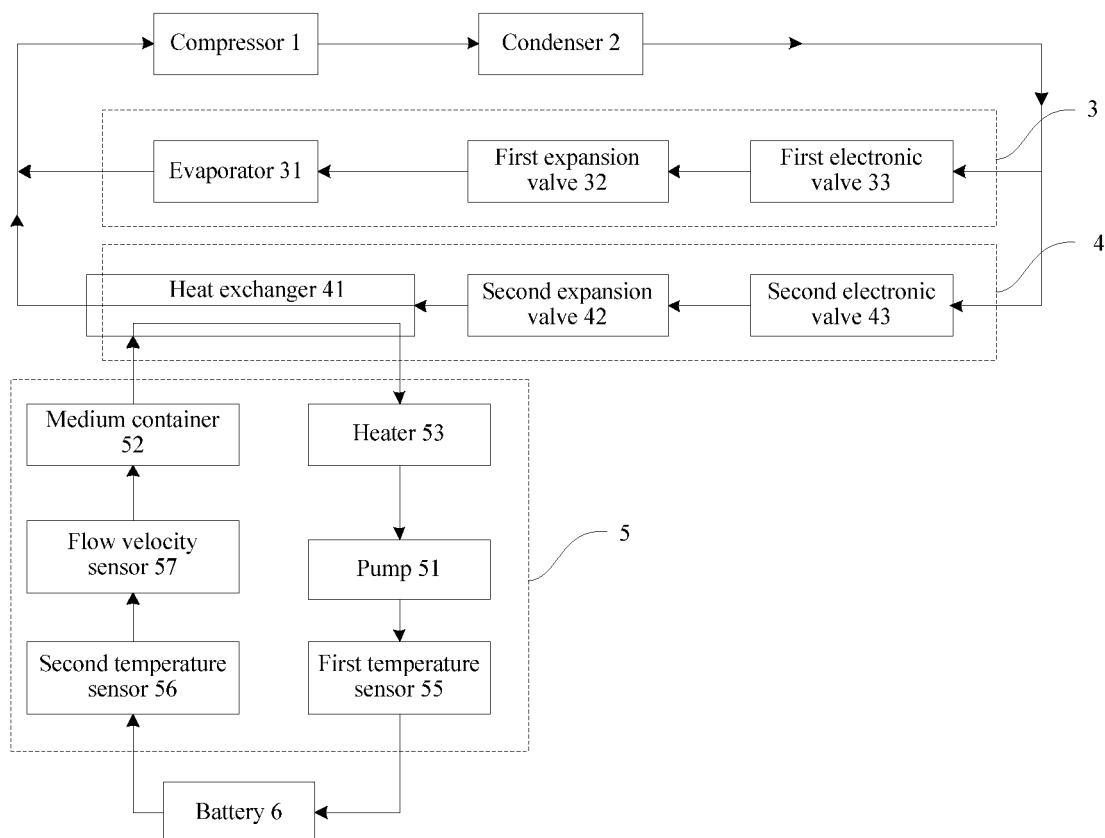 Compressor 1
Condenser 2
3
Evaporator 31
First expansion
valve 32
First electronic
valve 33
4
Heat exchanger 41
Second expansion
valve 42
Second electronic
valve 43
Medium container
52
Heater 53
Flow velocity
sensor 57
Pump 51
5
Second temperature
sensor 56
First temperature
sensor 55
Battery 6